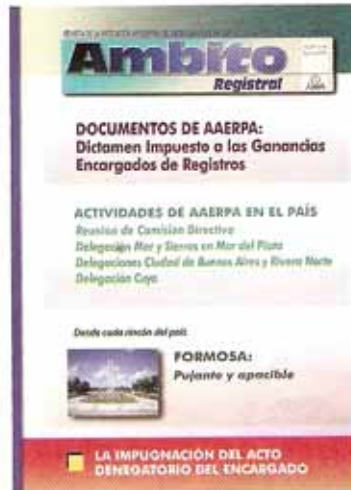 Ambito
Registral
DOCUMENTOS DE AAERPA:
Dictamen Impuesto a las Ganancias
Encargados de Registros
ACTIVIDADES DE AAERPA EN EL PAÍS
Reunión de Comisión Directiva
Delegación Mar y Sierras en Mar del Plata
Delegaciones Ciudad de Buenos Aires y Rivera Norte
Delegación Cuyo
Desde cada rincón del país
FORMOSA:
Pujante y apacible
LA IMPUGNACIÓN DEL ACTO
DENEGATORIO DEL ENCARGADO